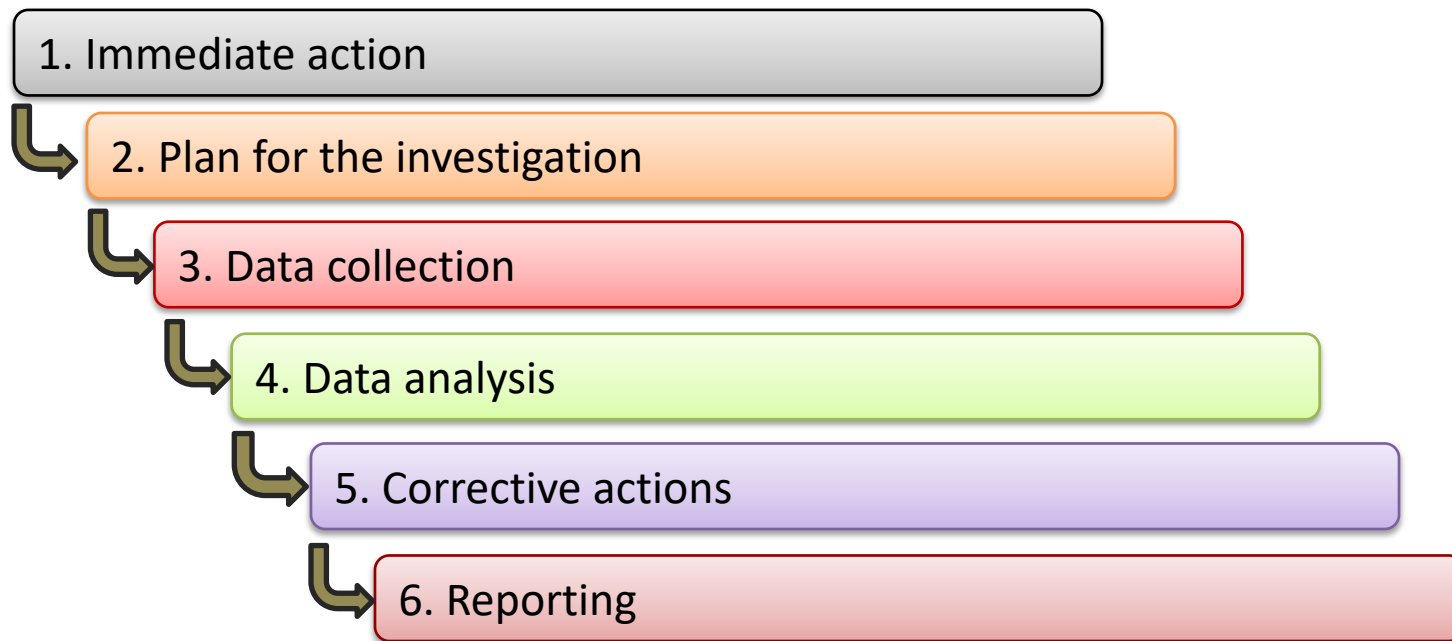 1. Immediate action
2. Plan for the investigation
3. Data collection
4. Data analysis
5. Corrective actions
6. Reporting